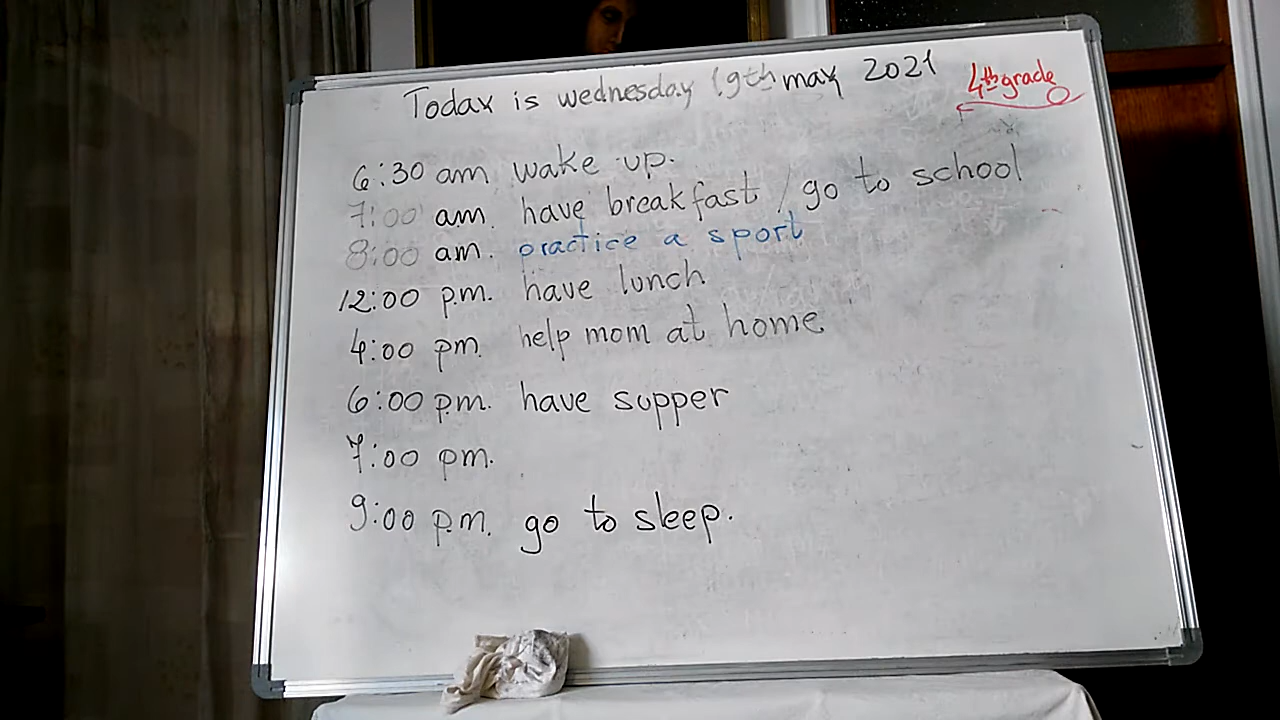 Today is wednesday 19th may 2021
4th grade
6:30 am wake up.
7:00 am. have breakfast / go to school
8:00 am. practice a sport
12:00 p.m. have lunch
4:00 pm. help mom at home.
6:00 p.m. have supper
7:00 pm.
9:00 p.m. go to sleep.